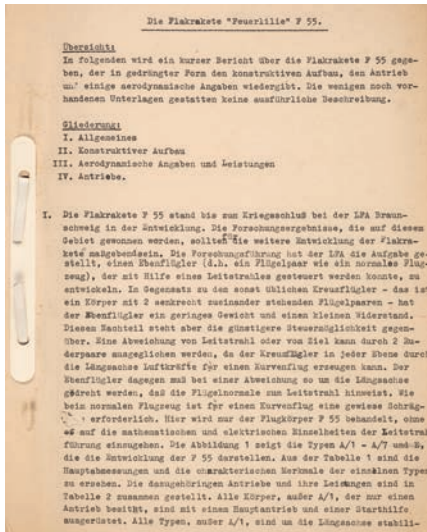 Die Flakrakete "Feuerlilie" F 55.
Übersicht:
In folgenden wird ein kurzer Bericht über die Flakrakete F 55 gege-
ben, der in gedrängter Form den konstruktiven Aufbau, den Antrieb
und einige aerodynamische Angaben wiedergibt. Die wenigen noch vor-
handenen Unterlagen gestatten keine ausführliche Beschreibung.
Gliederung:
I. Allgemeines
II. Konstruktiver Aufbau
III. Aerodynamische Angaben und Leistungen
IV. Antriebe.
I. Die Flakrakete F 55 stand bis zum Kriegsschluß bei der LFA Braun-
schweig in der Entwicklung. Die Forschungsergebnisse, die auf diesem
Gebiet gewonnen werden, sollten für die weitere Entwicklung der Flakra-
kete maßgebendsein. Die Forschungsführung hat der LFA die Aufgabe ge-
stellt, einen Ebenflügler (d.h. ein Flügelpaar wie ein normales Flug-
zeug), der mit Hilfe eines Leitstrahles gesteuert werden konnte, zu
entwickeln. In Gegensatz zu den sonst üblichen Kreuzflügler - das ist
ein Körper mit 2 senkrecht zueinander stehenden Flügelpaaren - hat
der Ebenflügler ein geringes Gewicht und einen kleinen Widerstand.
Diesem Nachteil steht aber die günstigere Steuermöglichkeit gegen-
über. Eine Abweichung von Leitstrahl oder vom Ziel kann durch 2 Ru-
derpaare ausgeglichen werden, da der Kreuzflügler in jeder Ebene durch
die Längsachse Luftkräfte für einen Kurvenflug erzeugen kann. Der
Ebenflügler dagegen muß bei einer Abweichung so um die Längsachse
gedreht werden, daß die Flügelnormale zum Leitstrahl hinweist. Wie
beim normalen Flugzeug ist für einen Kurvenflug eine gewisse Schräg-
erforderlich. Hier wird nur der Flugkörper F 55 behandelt, ohne
auf die mathematischen und elektrischen Einzelheiten der Leitstrahl
führung einzugehen. Die Abbildung 1 zeigt die Typen A/1 - A/7 und B,
die die Entwicklung der F 55 darstellen. Aus der Tabelle 1 sind die
Hauptabmessungen und die charakterischen Merkmale der einzelnen Typen
zu ersehen. Die dazugehörigen Antriebe und ihre Leistungen sind in
Tabelle 2 zusammen gestellt. Alle Körper, außer A/1, der nur einen
Antrieb besitzt, sind mit einem Hauptantrieb und einer Starthilfe
ausgerüstet. Alle Typen, außer A/1, sind um die Längsachse stabili-